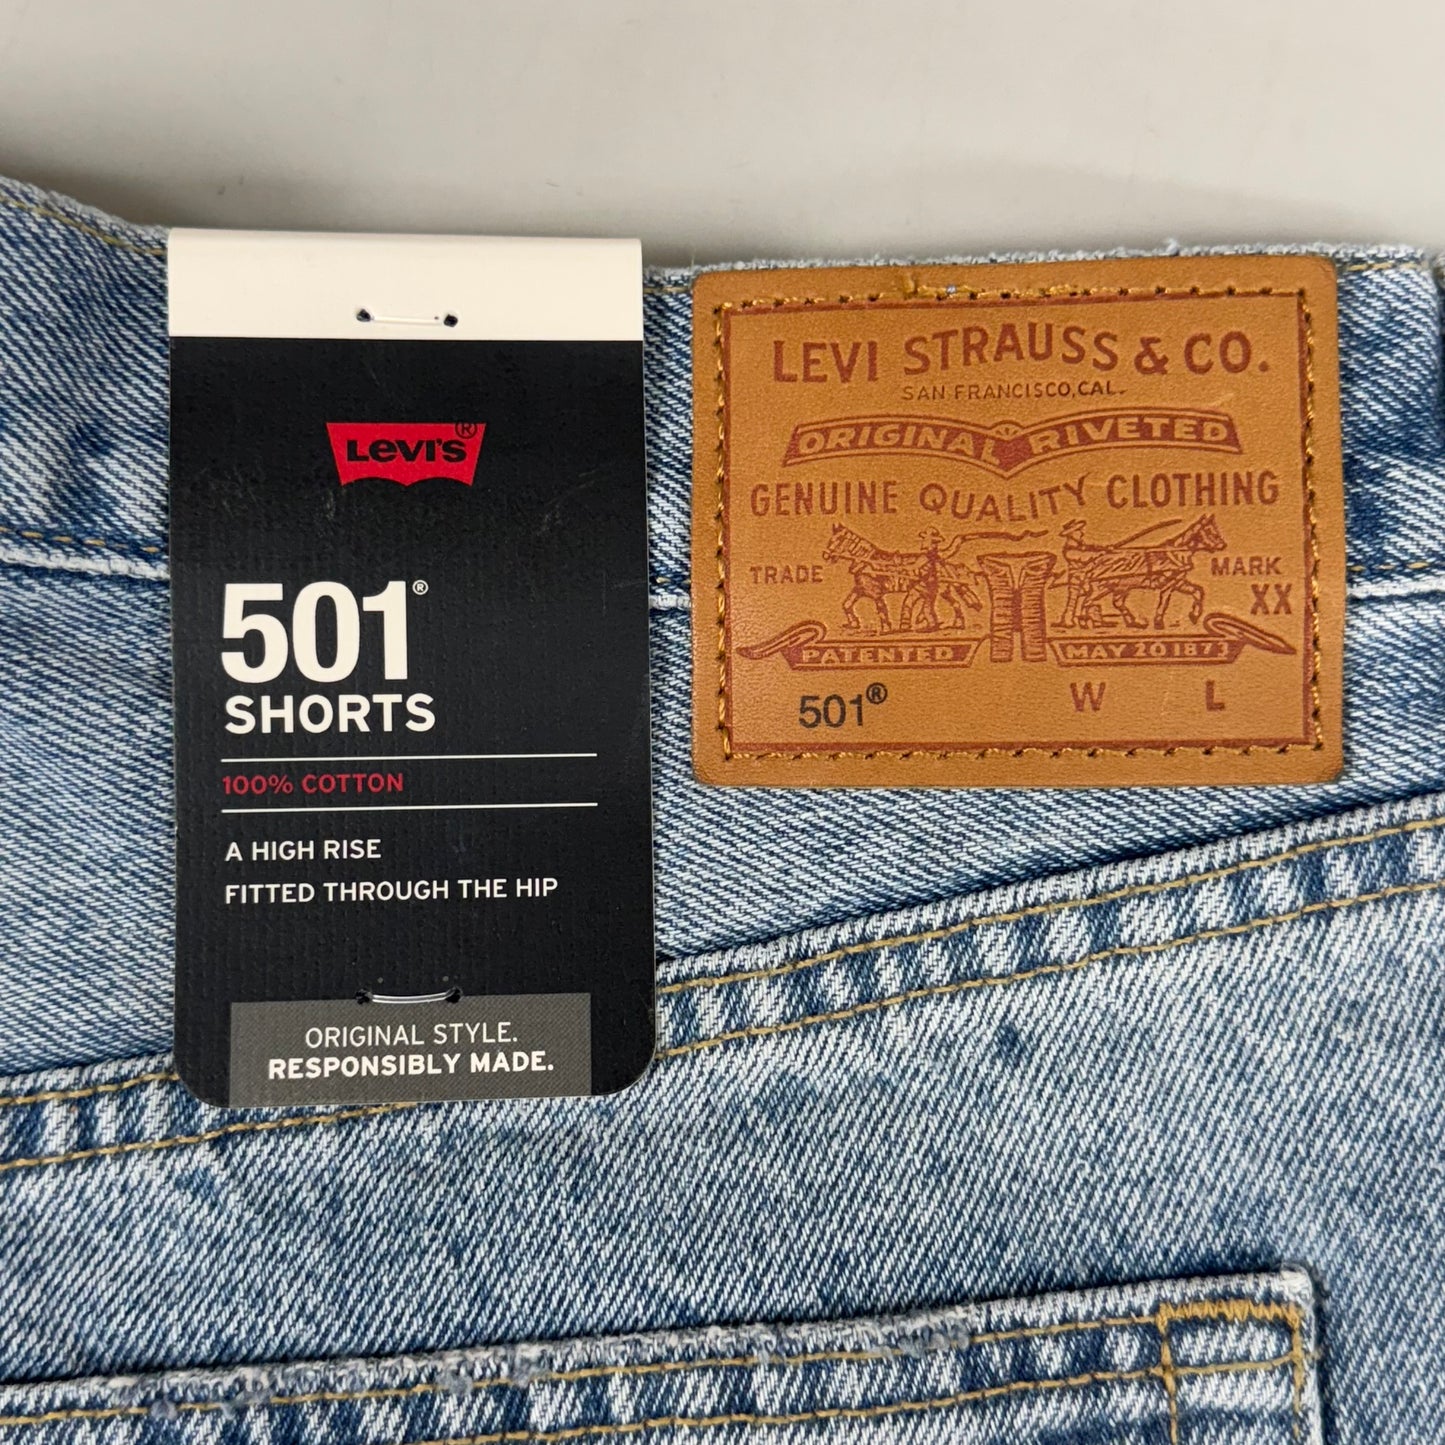 LEVI'S®
501®
SHORTS
100% COTTON
A HIGH RISE
FITTED THROUGH THE HIP
ORIGINAL STYLE.
RESPONSIBLY MADE.
LEVI STRAUSS & CO.
SAN FRANCISCO, CAL.
ORIGINAL RIVETED
GENUINE QUALITY CLOTHING
TRADE MARK
XX
PATENTED MAY 20 1873
501® W L